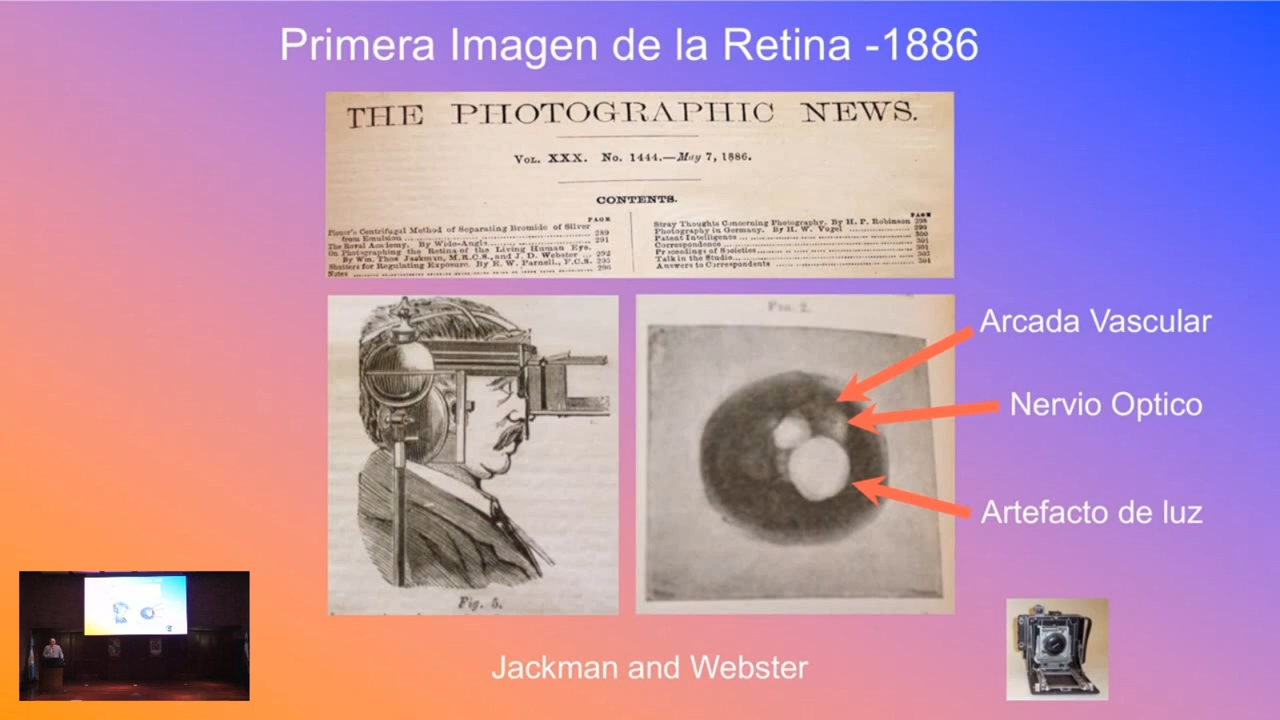 Primera Imagen de la Retina -1886
THE PHOTOGRAPHIC NEWS.
VOL. XXX. No. 1444.—May 7, 1886.
CONTENTS.
PAGE
Centrifugal Method of Separating Bromide of Silver
from Emulsion ... 289
The Royal Academy. By Wide-Angle ... 291
On Photographing Retina of the Living Human Eye.
By Wm. Thos. Jackman, M.R.C.S., and J. D. Webster ... 292
Shutters for Regulating Exposure. By E. W. Parnell, F.C.S. 295
Notes ... 296
PAGE
Stray Thoughts Concerning Photography. By H. P. Robinson 298
Photography in Germany. By H. W. Vogel ... 299
Patent Intelligence ... 300
Correspondence ... 301
Proceedings of Societies ... 301
Talk in the Studio ... 303
Answers to Correspondents ... 304
Fig. 5.
FIG. 2.
Arcada Vascular
Nervio Optico
Artefacto de luz
Jackman and Webster